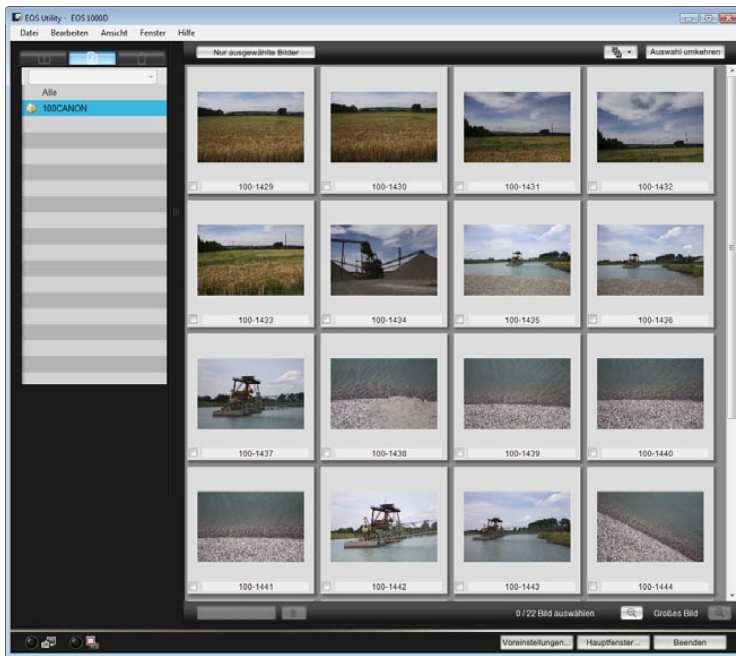 EOS Utility - EOS 1000D
Datei Bearbeiten Ansicht Fenster Hilfe
Nur ausgewählte Bilder
Auswahl umkehren
Alle
100CANON
100-1429 100-1430 100-1431 100-1432
100-1433 100-1434 100-1435 100-1436
100-1437 100-1438 100-1439 100-1440
100-1441 100-1442 100-1443 100-1444
0 / 22 Bild auswählen
Großes Bild
Voreinstellungen... Hauptfenster... Beenden